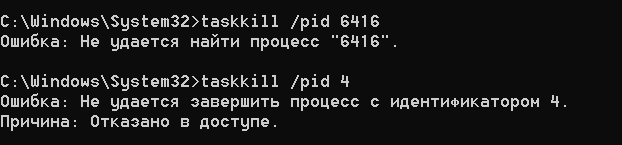 C:\Windows\System32>taskkill /pid 6416
Ошибка: Не удается найти процесс "6416".
C:\Windows\System32>taskkill /pid 4
Ошибка: Не удается завершить процесс с идентификатором 4.
Причина: Отказано в доступе.